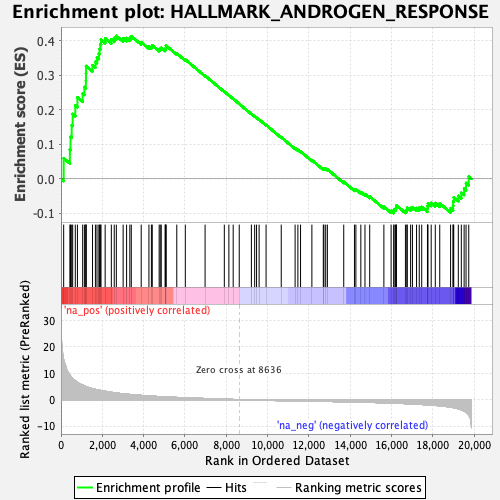 Enrichment plot: HALLMARK_ANDROGEN_RESPONSE
Enrichment score (ES)
0.4
0.3
0.2
0.1
0.0
-0.1
'na_pos' (positively correlated)
Ranked list metric (PreRanked)
30
20
10
0
-10
Zero cross at 8636
'na_neg' (negatively correlated)
0
2,000
4,000
6,000
8,000
10,000
12,000
14,000
16,000
18,000
20,000
Rank in Ordered Dataset
Enrichment profile
Hits
Ranking metric scores